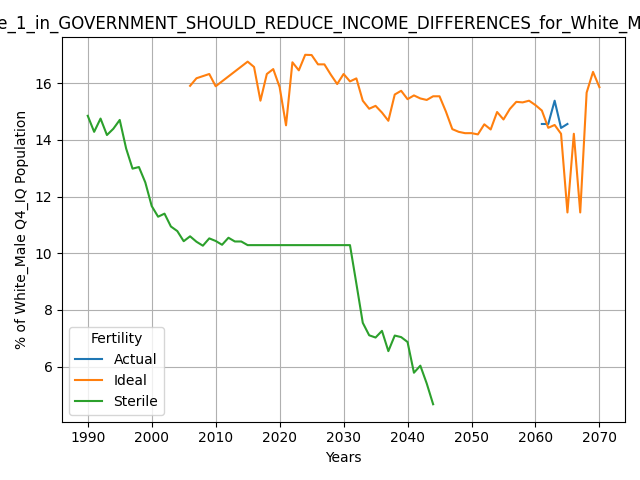 e_1_in_GOVERNMENT_SHOULD_REDUCE_INCOME_DIFFERENCES_for_White_M
% of White_Male Q4_IQ Population
16
14
12
10
8
6
Fertility
Actual
Ideal
Sterile
1990 2000 2010 2020 2030 2040 2050 2060 2070
Years